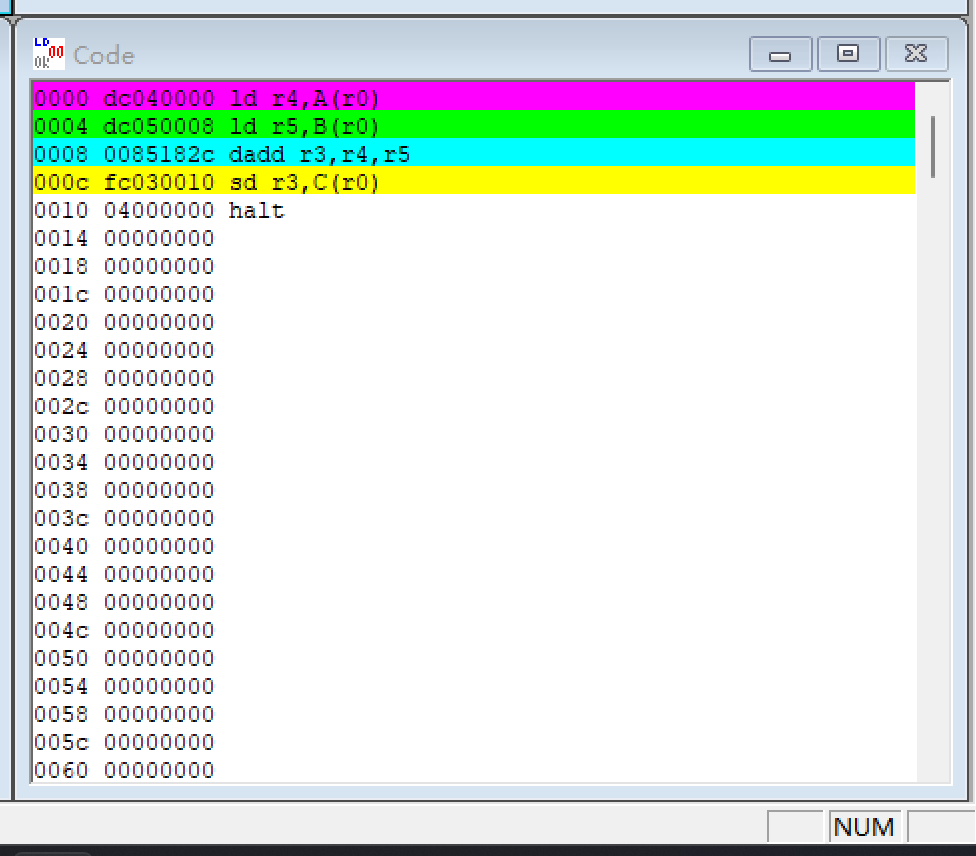 LD 00
OK Code
0000 dc040000 ld r4,A(r0)
0004 dc050008 ld r5,B(r0)
0008 0085182c dadd r3,r4,r5
000c fc030010 sd r3,C(r0)
0010 04000000 halt
0014 00000000
0018 00000000
001c 00000000
0020 00000000
0024 00000000
0028 00000000
002c 00000000
0030 00000000
0034 00000000
0038 00000000
003c 00000000
0040 00000000
0044 00000000
0048 00000000
004c 00000000
0050 00000000
0054 00000000
0058 00000000
005c 00000000
0060 00000000
NUM